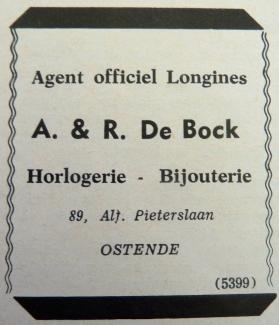 Agent officiel Longines
A. & R. De Bock
Horlogerie - Bijouterie
89, Alf. Pieterslaan
OSTENDE
(5399)